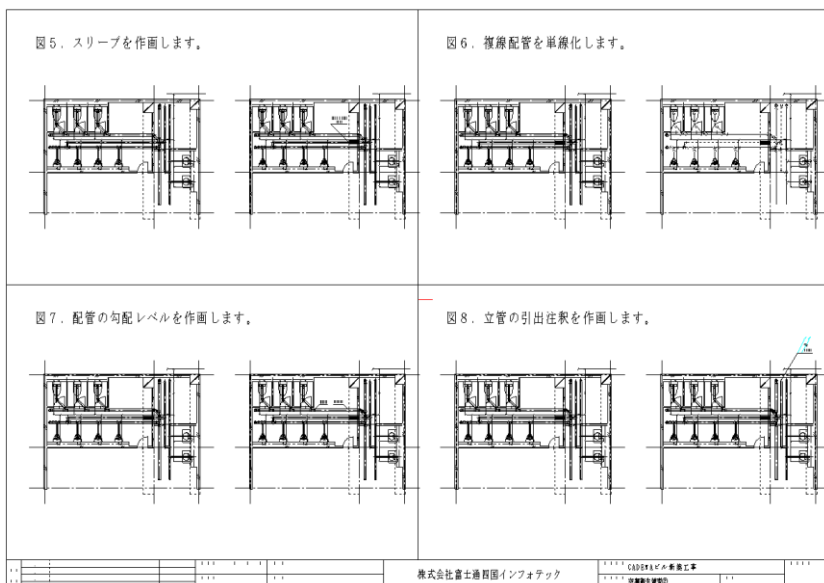 図5．スリーブを作画します。
図6．複線配管を単線化します。
図7．配管の勾配レベルを作画します。
図8．立管の引出注釈を作画します。
株式会社富士通四国インフォテック
CADEWAビル新築工事